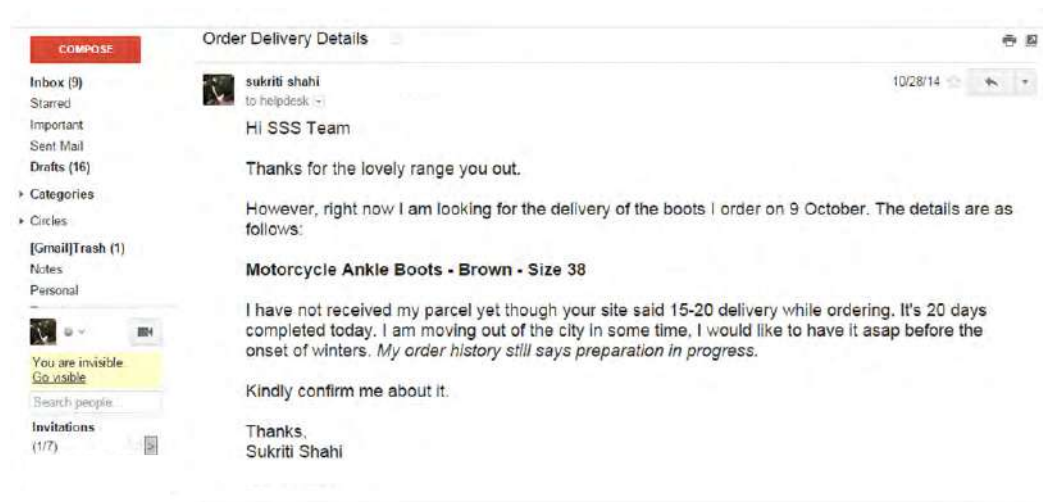 Order Delivery Details
COMPOSE
Inbox (9)
Starred
Important
Sent Mail
Drafts (16)
Categories
Circles
[Gmail]Trash (1)
Notes
Personal
You are invisible
Go visible
Search people...
Invitations
(1/7)
>
sukriti shahi
10/28/14
to helpdesk
Hi SSS Team
Thanks for the lovely range you out.
However, right now I am looking for the delivery of the boots I order on 9 October. The details are as
follows:
Motorcycle Ankle Boots - Brown - Size 38
I have not received my parcel yet though your site said 15-20 delivery while ordering. It's 20 days
completed today. I am moving out of the city in some time, I would like to have it asap before the
onset of winters. My order history still says preparation in progress.
Kindly confirm me about it.
Thanks,
Sukriti Shahi